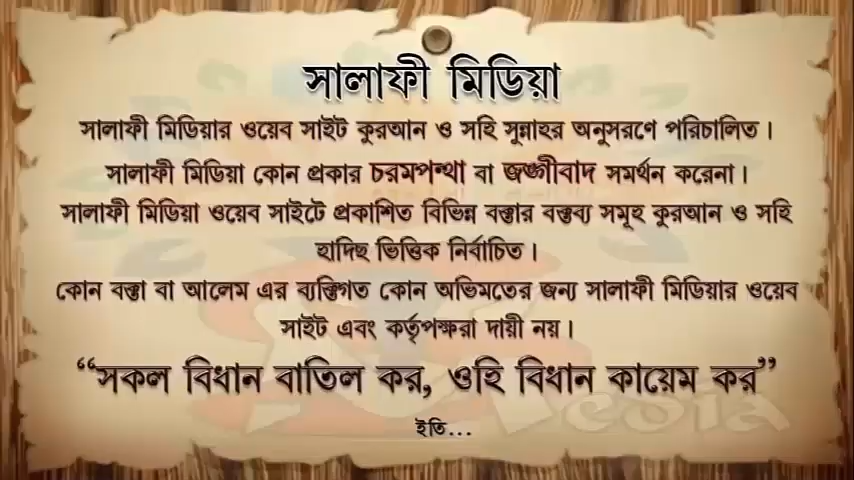 সালাফী মিডিয়া
সালাফী মিডিয়ার ওয়েব সাইট কুরআন ও সহি সুন্নাহর অনুসরণে পরিচালিত।
সালাফী মিডিয়া কোন প্রকার চরমপন্থা বা জঙ্গীবাদ সমর্থন করেনা।
সালাফী মিডিয়া ওয়েব সাইটে প্রকাশিত বিভিন্ন বক্তার বক্তব্য সমূহ কুরআন ও সহি
হাদিছ ভিত্তিক নির্বাচিত।
কোন বক্তা বা আলেম এর ব্যক্তিগত কোন অভিমতের জন্য সালাফী মিডিয়ার ওয়েব
সাইট এবং কর্তৃপক্ষরা দায়ী নয়।
“সকল বিধান বাতিল কর, ওহি বিধান কায়েম কর”
ইতি...